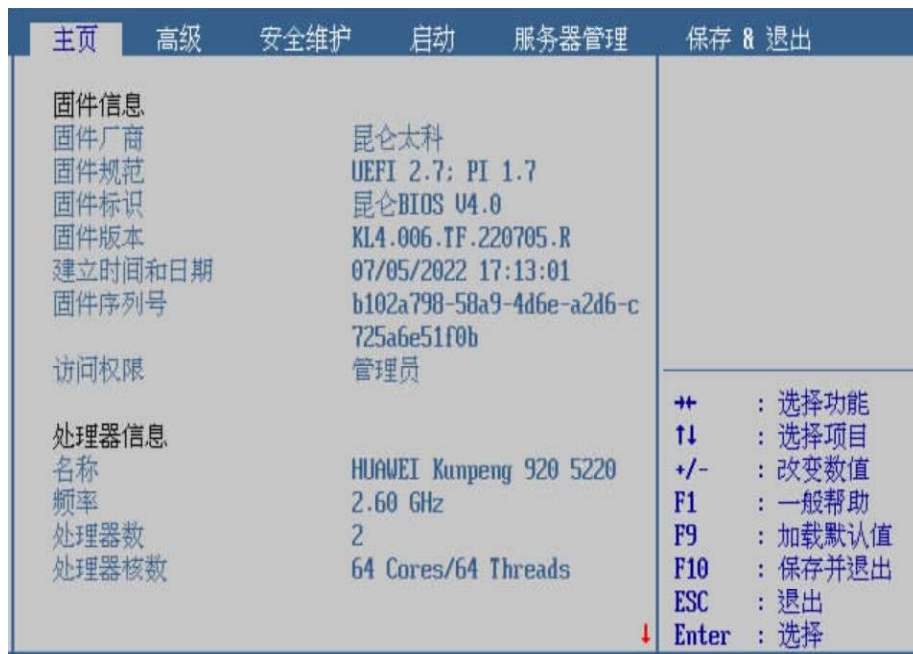 主页 高级 安全维护 启动 服务器管理 保存 & 退出
固件信息
固件厂商 昆仑太科
固件规范 UEFI 2.7; PI 1.7
固件标识 昆仑BIOS V4.0
固件版本 KL4.006.TF.220705.R
建立时间和日期 07/05/2022 17:13:01
固件序列号 b102a798-58a9-4d6e-a2d6-c
725a6e51f0b
访问权限 管理员
处理器信息
名称 HUAWEI Kunpeng 920 5220
频率 2.60 GHz
处理器数 2
处理器核数 64 Cores/64 Threads
→← : 选择功能
↑↓ : 选择项目
+/- : 改变数值
F1 : 一般帮助
F9 : 加载默认值
F10 : 保存并退出
ESC : 退出
Enter : 选择